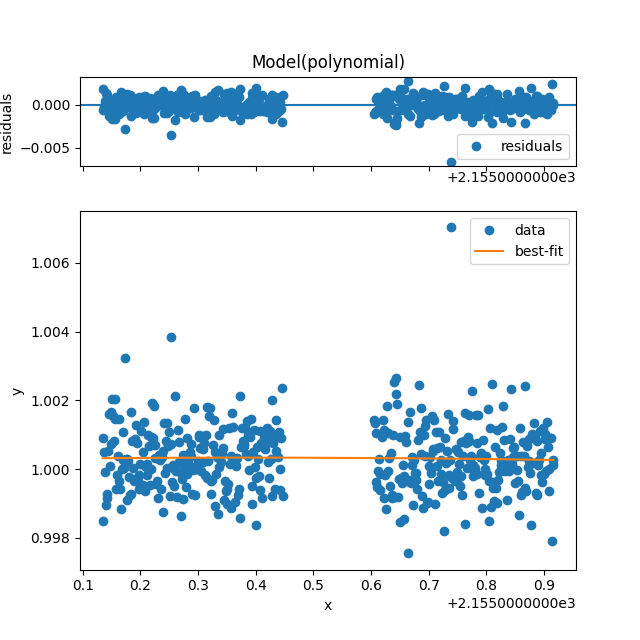 Model(polynomial)
residuals
0.000
−0.005
residuals
+2.1550000000e3
y
1.006
1.004
1.002
1.000
0.998
data
best-fit
0.1 0.2 0.3 0.4 0.5 0.6 0.7 0.8 0.9
x
+2.1550000000e3